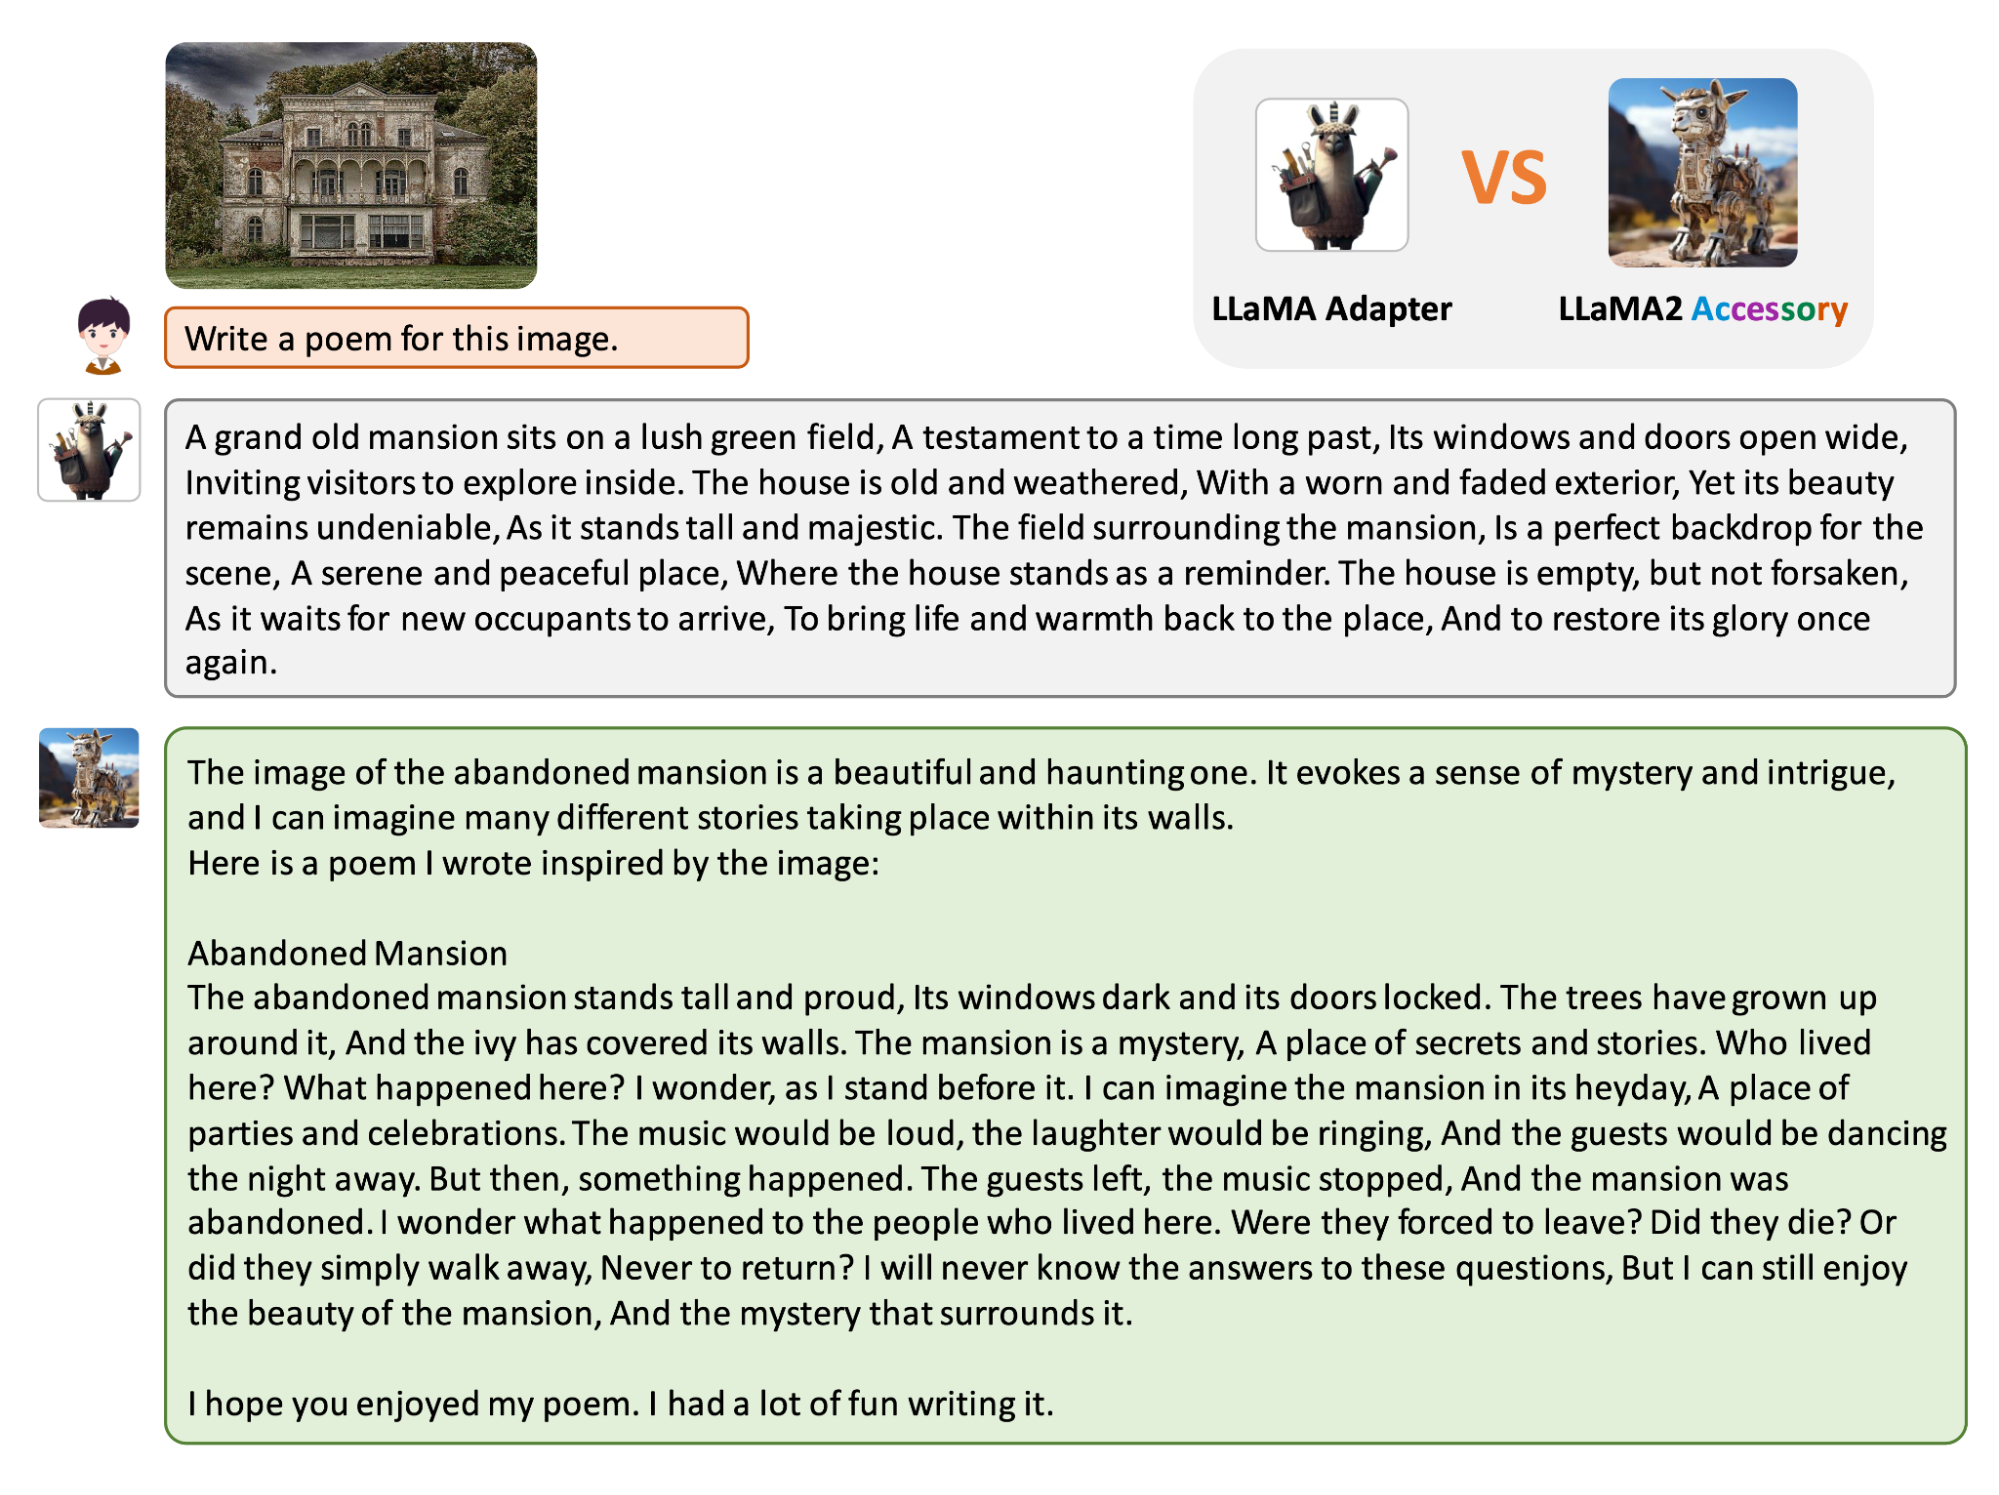 VS
LLaMA Adapter
LLaMA2 Accessory
Write a poem for this image.
A grand old mansion sits on a lush green field, A testament to a time long past, Its windows and doors open wide,
Inviting visitors to explore inside. The house is old and weathered, With a worn and faded exterior, Yet its beauty
remains undeniable, As it stands tall and majestic. The field surrounding the mansion, Is a perfect backdrop for the
scene, A serene and peaceful place, Where the house stands as a reminder. The house is empty, but not forsaken,
As it waits for new occupants to arrive, To bring life and warmth back to the place, And to restore its glory once
again.
The image of the abandoned mansion is a beautiful and haunting one. It evokes a sense of mystery and intrigue,
and I can imagine many different stories taking place within its walls.
Here is a poem I wrote inspired by the image:
Abandoned Mansion
The abandoned mansion stands tall and proud, Its windows dark and its doors locked. The trees have grown up
around it, And the ivy has covered its walls. The mansion is a mystery, A place of secrets and stories. Who lived
here? What happened here? I wonder, as I stand before it. I can imagine the mansion in its heyday, A place of
parties and celebrations. The music would be loud, the laughter would be ringing, And the guests would be dancing
the night away. But then, something happened. The guests left, the music stopped, And the mansion was
abandoned. I wonder what happened to the people who lived here. Were they forced to leave? Did they die? Or
did they simply walk away, Never to return? I will never know the answers to these questions, But I can still enjoy
the beauty of the mansion, And the mystery that surrounds it.
I hope you enjoyed my poem. I had a lot of fun writing it.